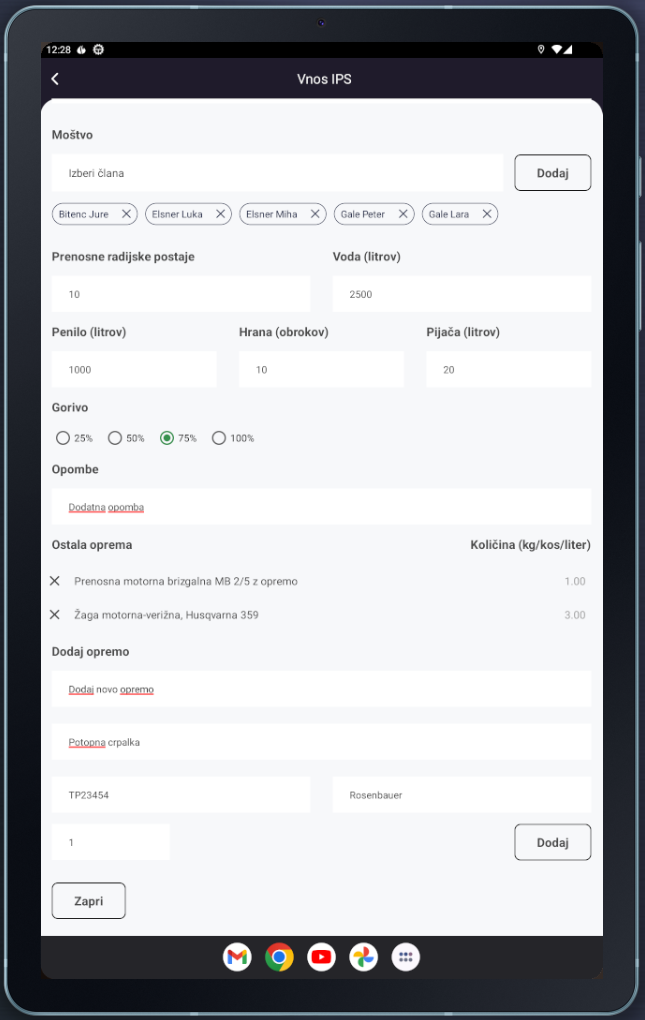 12:28
Vnos IPS
Moštvo
Izberi člana
Dodaj
Bitenc Jure
Elsner Luka
Elsner Miha
Gale Peter
Gale Lara
Prenosne radijske postaje
Voda (litrov)
10
2500
Penilo (litrov)
Hrana (obrokov)
Pijača (litrov)
1000
10
20
Gorivo
25%
50%
75%
100%
Opombe
Dodatna opomba
Ostala oprema
Količina (kg/kos/liter)
Prenosna motorna brizgalna MB 2/5 z opremo
1.00
Žaga motorna-verižna, Husqvarna 359
3.00
Dodaj opremo
Dodaj novo opremo
Potopna crpalka
TP23454
Rosenbauer
1
Dodaj
Zapri